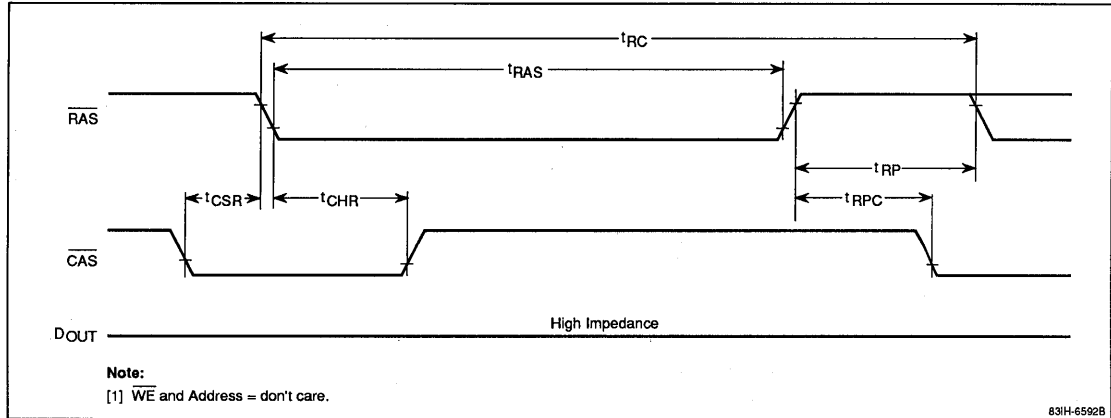 tRC
tRAS
RAS
tRP
tCSR
tCHR
tRPC
CAS
DOUT
High Impedance
Note:
[1] WE and Address = don't care.
83IH-6592B